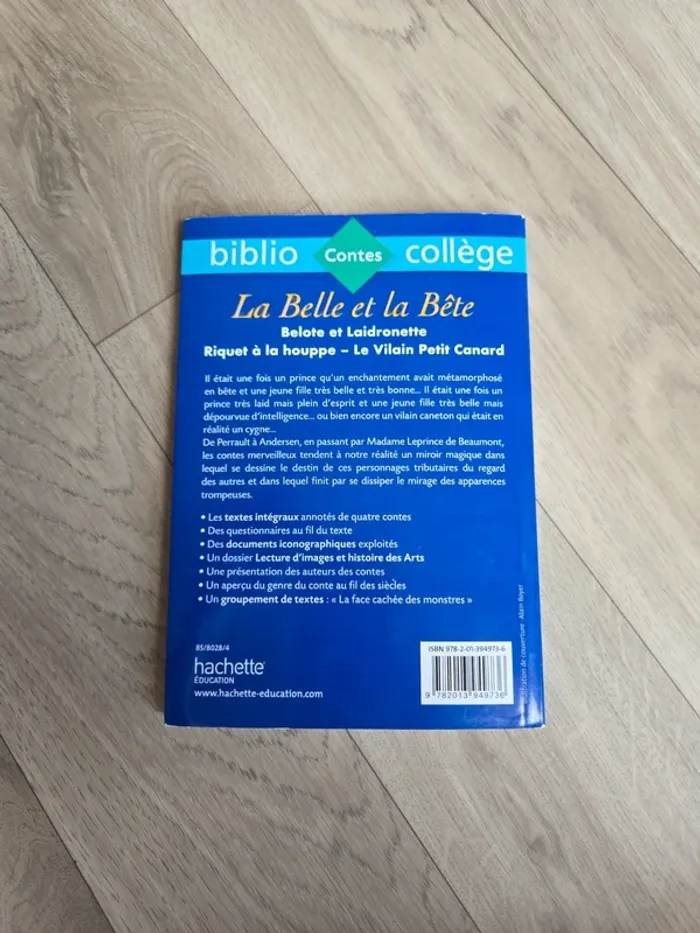 biblio Contes collège
La Belle et la Bête
Belote et Laidronette
Riquet à la houppe – Le Vilain Petit Canard
Il était une fois un prince qu'un enchantement avait métamorphosé
en bête et une jeune fille très belle et très bonne... Il était une fois un
prince très laid mais plein d'esprit et une jeune fille très belle mais
dépourvue d'intelligence... ou bien encore un vilain caneton qui était en
réalité un cygne...
De Perrault à Andersen, en passant par Madame Leprince de Beaumont,
les contes merveilleux tendent à notre réalité un miroir magique dans
lequel se dessine le destin de ces personnages tributaires du regard
des autres et dans lequel finit par se dissiper le mirage des apparences
trompeuses.
• Les textes intégraux annotés de quatre contes
• Des questionnaires au fil du texte
• Des documents iconographiques exploités
• Un dossier Lecture d'images et histoire des Arts
• Une présentation des auteurs des contes
• Un aperçu du genre du conte au fil des siècles
• Un groupement de textes : « La face cachée des monstres »
85/8028/4
hachette
ÉDUCATION
www.hachette-education.com
ISBN 978-2-01-394973-6
9 782013 949736
de couverture : Alain Boyer